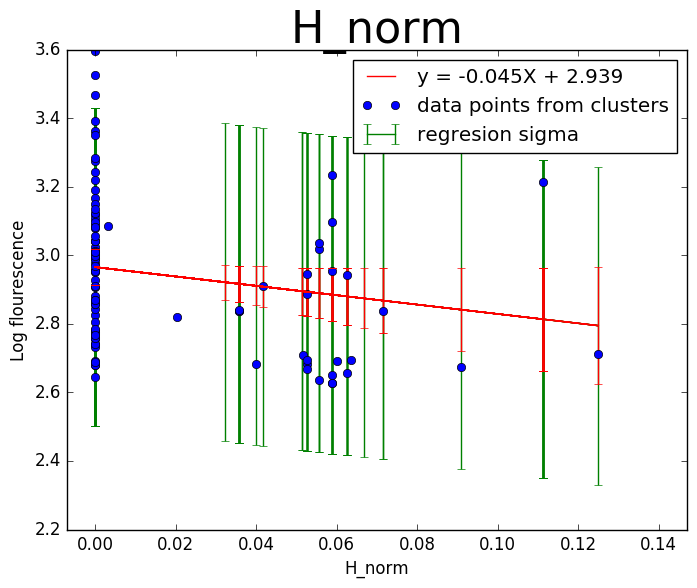 H_norm
y = -0.045X + 2.939
data points from clusters
regresion sigma
Log flourescence
3.6
3.4
3.2
3.0
2.8
2.6
2.4
2.2
0.00 0.02 0.04 0.06 0.08 0.10 0.12 0.14
H_norm